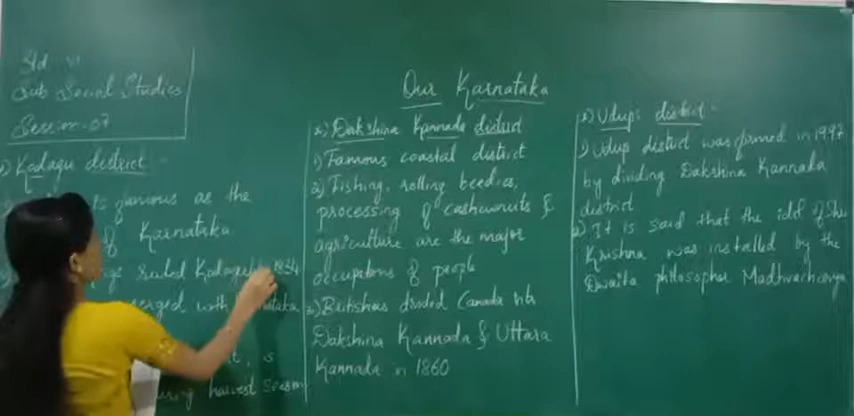 Std VI
Sub Social Studies
Session-07
Our Karnataka
Kodagu district
is famous as the
of Karnataka
ruled Kodagu 1834
merged with
, is
during harvest season
Dakshina Kannada district
1) Famous coastal district
2) Fishing, rolling beedies,
processing of cashewnuts &
agriculture are the major
occupations of people
3) Britishers divided Canada into
Dakshina Kannada & Uttara
Kannada in 1860
Udupi district
1) Udupi district was formed in 1997
by dividing Dakshina Kannada
district
2) It is said that the idol of Shri
Krishna was installed by the
Dwaita philosopher Madhvacharya